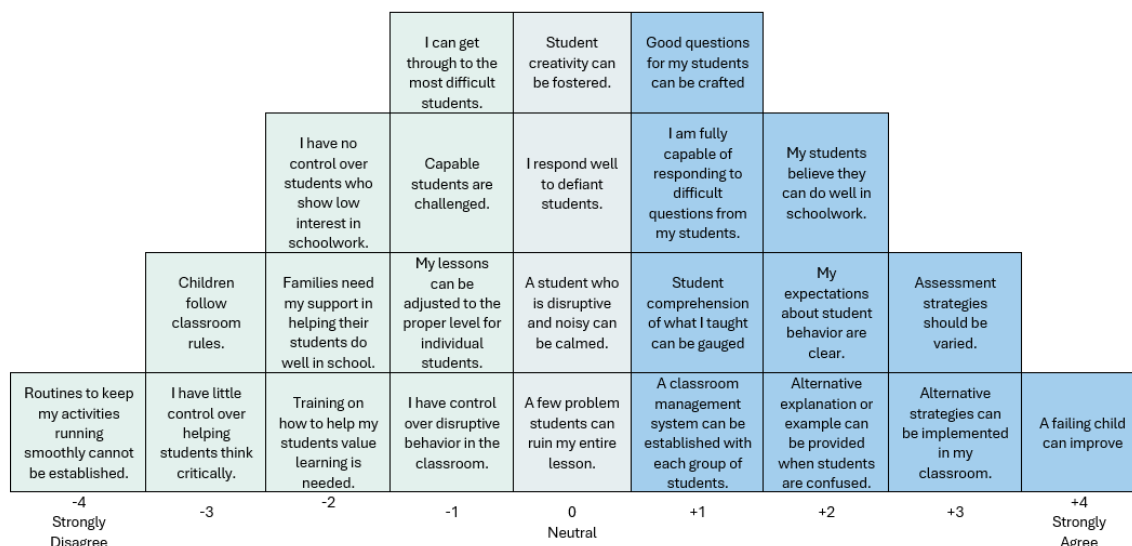 I can get
through to the
most difficult
students.
Student
creativity can
be fostered.
Good questions
for my students
can be crafted
I have no
control over
students who
show low
interest in
schoolwork.
Capable
students are
challenged.
I respond well
to defiant
students.
I am fully
capable of
responding to
difficult
questions from
my students.
My students
believe they
can do well in
schoolwork.
Children
follow
classroom
rules.
Families need
my support in
helping their
students do
well in school.
My lessons
can be
adjusted to the
proper level for
individual
students.
A student who
is disruptive
and noisy can
be calmed.
Student
comprehension
of what I taught
can be gauged
My
expectations
about student
behavior are
clear.
Assessment
strategies
should be
varied.
Routines to keep
my activities
running
smoothly cannot
be established.
I have little
control over
helping
students think
critically.
Training on
how to help my
students value
learning is
needed.
I have control
over disruptive
behavior in the
classroom.
A few problem
students can
ruin my entire
lesson.
A classroom
management
system can be
established with
each group of
students.
Alternative
explanation or
example can
be provided
when students
are confused.
Alternative
strategies can
be implemented
in my
classroom.
A failing child
can improve
-4
Strongly
Disagree
-3
-2
-1
0
Neutral
+1
+2
+3
+4
Strongly
Agree